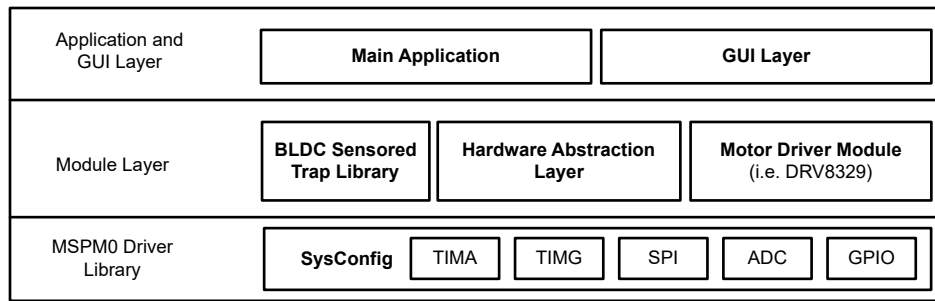 Application and
GUI Layer
Main Application
GUI Layer
Module Layer
BLDC Sensored
Trap Library
Hardware Abstraction
Layer
Motor Driver Module
(i.e. DRV8329)
MSPM0 Driver
Library
SysConfig
TIMA
TIMG
SPI
ADC
GPIO